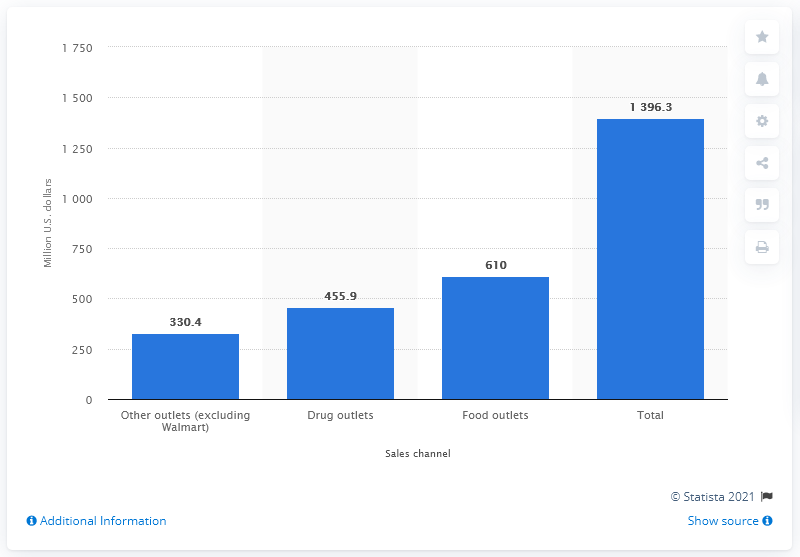 1 750
1 500
1 250
1 000
750
500
250
0
Million U.S. dollars
330.4
455.9
610
1 396.3
Other outlets (excluding
Walmart)
Drug outlets
Food outlets
Total
Sales channel
© Statista 2021
Additional Information
Show source